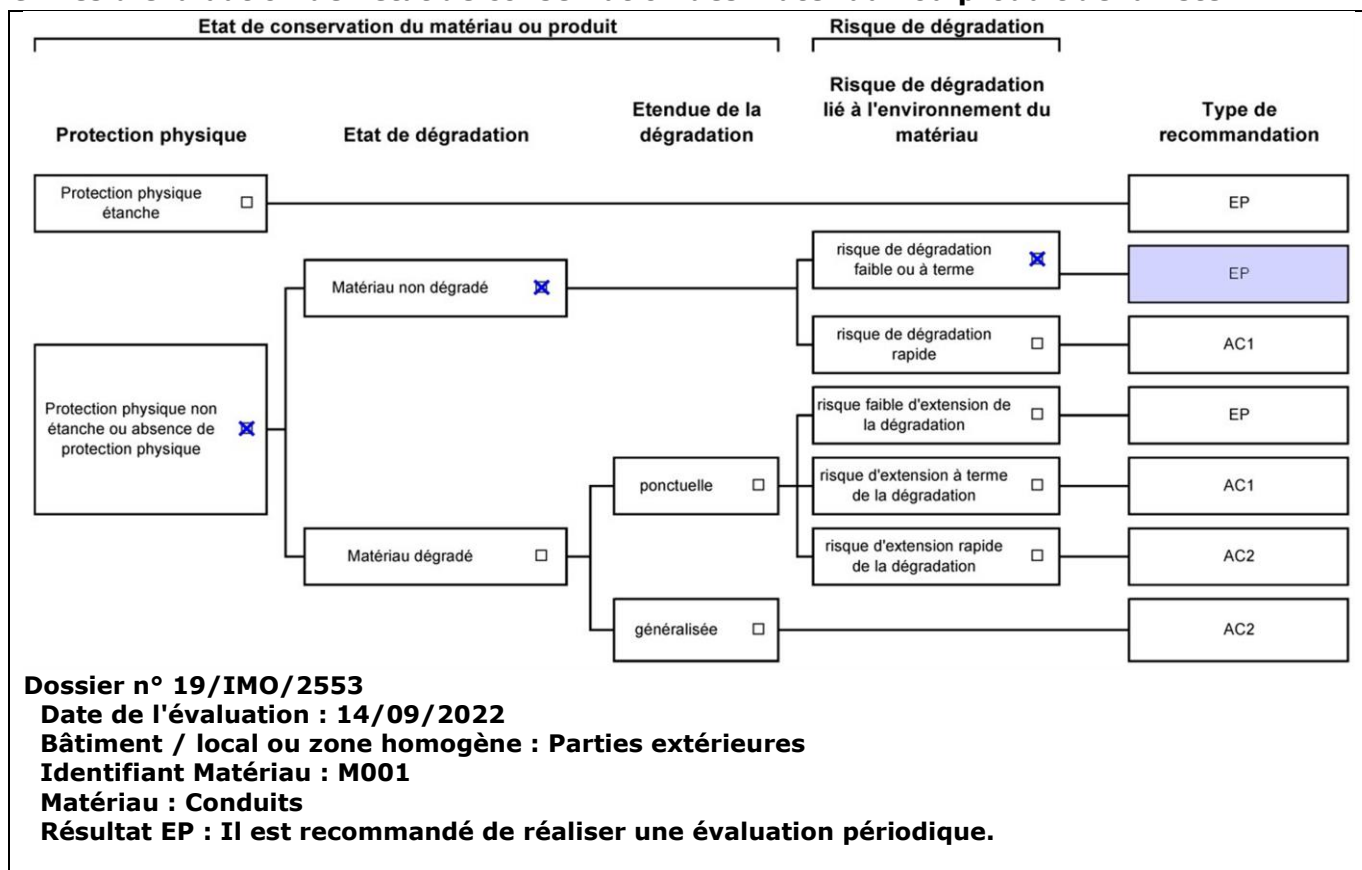 Etat de conservation du matériau ou produit
Risque de dégradation
Protection physique
Etat de dégradation
Etendue de la
dégradation
Risque de dégradation
lié à l'environnement du
matériau
Type de
recommandation
Protection physique
étanche
EP
risque de dégradation
faible ou à terme
EP
Matériau non dégradé
risque de dégradation
rapide
AC1
Protection physique non
étanche ou absence de
protection physique
risque faible d'extension de
la dégradation
EP
ponctuelle
risque d'extension à terme
de la dégradation
AC1
Matériau dégradé
risque d'extension rapide
de la dégradation
AC2
généralisée
AC2
Dossier n° 19/IMO/2553
Date de l'évaluation : 14/09/2022
Bâtiment / local ou zone homogène : Parties extérieures
Identifiant Matériau : M001
Matériau : Conduits
Résultat EP : Il est recommandé de réaliser une évaluation périodique.